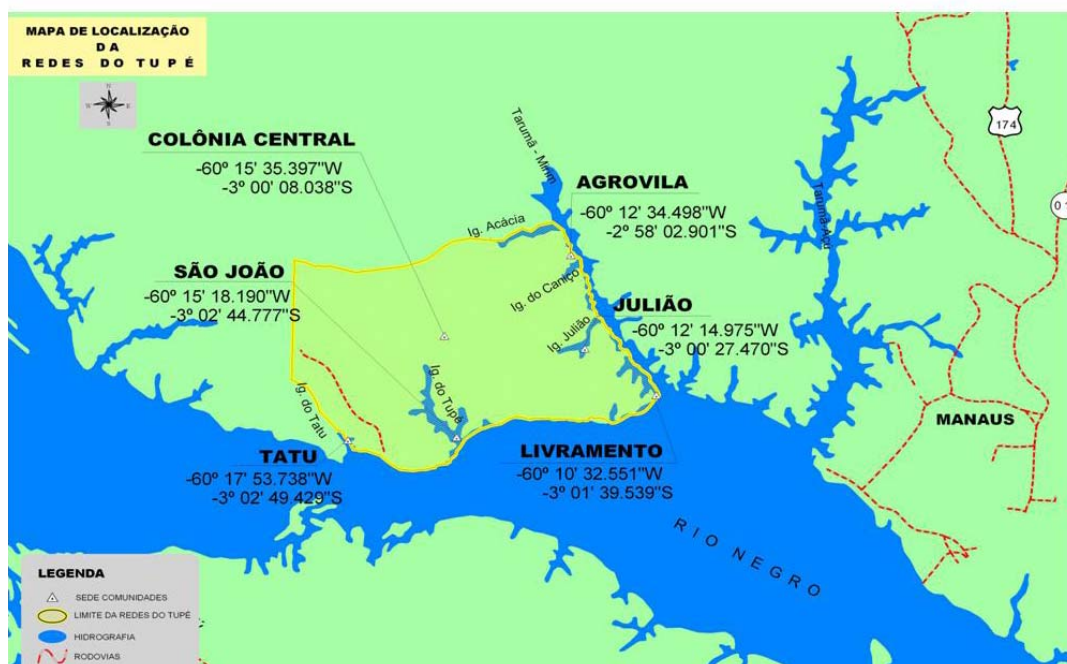 MAPA DE LOCALIZAÇÃO
D A
REDES DO TUPÉ
N
W E
S
COLÔNIA CENTRAL
-60º 15' 35.397"W
-3º 00' 08.038"S
Tarumã - Mirim
174
AGROVILA
-60º 12' 34.498"W
-2º 58' 02.901"S
Tarumã-Açu
0 1
Ig. Acácia
SÃO JOÃO
-60º 15' 18.190"W
-3º 02' 44.777"S
Ig. do Caniço
JULIÃO
-60º 12' 14.975"W
-3º 00' 27.470"S
Ig. Julião
Ig. do Tupé
Ig. do Tatu
MANAUS
TATU
-60º 17' 53.738"W
-3º 02' 49.429"S
LIVRAMENTO
-60º 10' 32.551"W
-3º 01' 39.539"S
RIO NEGRO
LEGENDA
SEDE COMUNIDADES
LIMITE DA REDES DO TUPÉ
HIDROGRAFIA
RODOVIAS